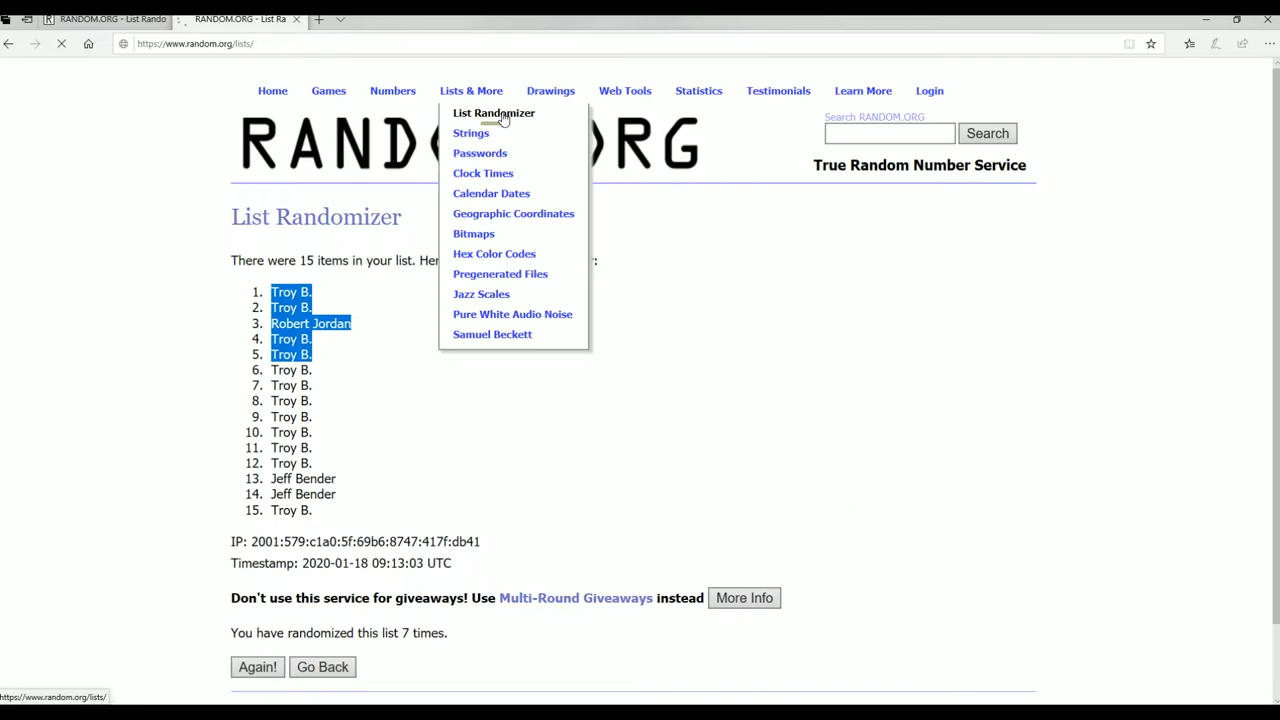 RANDOM.ORG - List Rando
RANDOM.ORG - List Ra
https://www.random.org/lists/
Home Games Numbers Lists & More Drawings Web Tools Statistics Testimonials Learn More Login
List Randomizer
Strings
Passwords
Clock Times
Calendar Dates
Geographic Coordinates
Bitmaps
Hex Color Codes
Pregenerated Files
Jazz Scales
Pure White Audio Noise
Samuel Beckett
Search RANDOM.ORG
Search
True Random Number Service
List Randomizer
There were 15 items in your list. Her
1. Troy B.
2. Troy B.
3. Robert Jordan
4. Troy B.
5. Troy B.
6. Troy B.
7. Troy B.
8. Troy B.
9. Troy B.
10. Troy B.
11. Troy B.
12. Troy B.
13. Jeff Bender
14. Jeff Bender
15. Troy B.
IP: 2001:579:c1a0:5f:69b6:8747:417f:db41
Timestamp: 2020-01-18 09:13:03 UTC
Don't use this service for giveaways! Use Multi-Round Giveaways instead More Info
You have randomized this list 7 times.
Again! Go Back
https://www.random.org/lists/